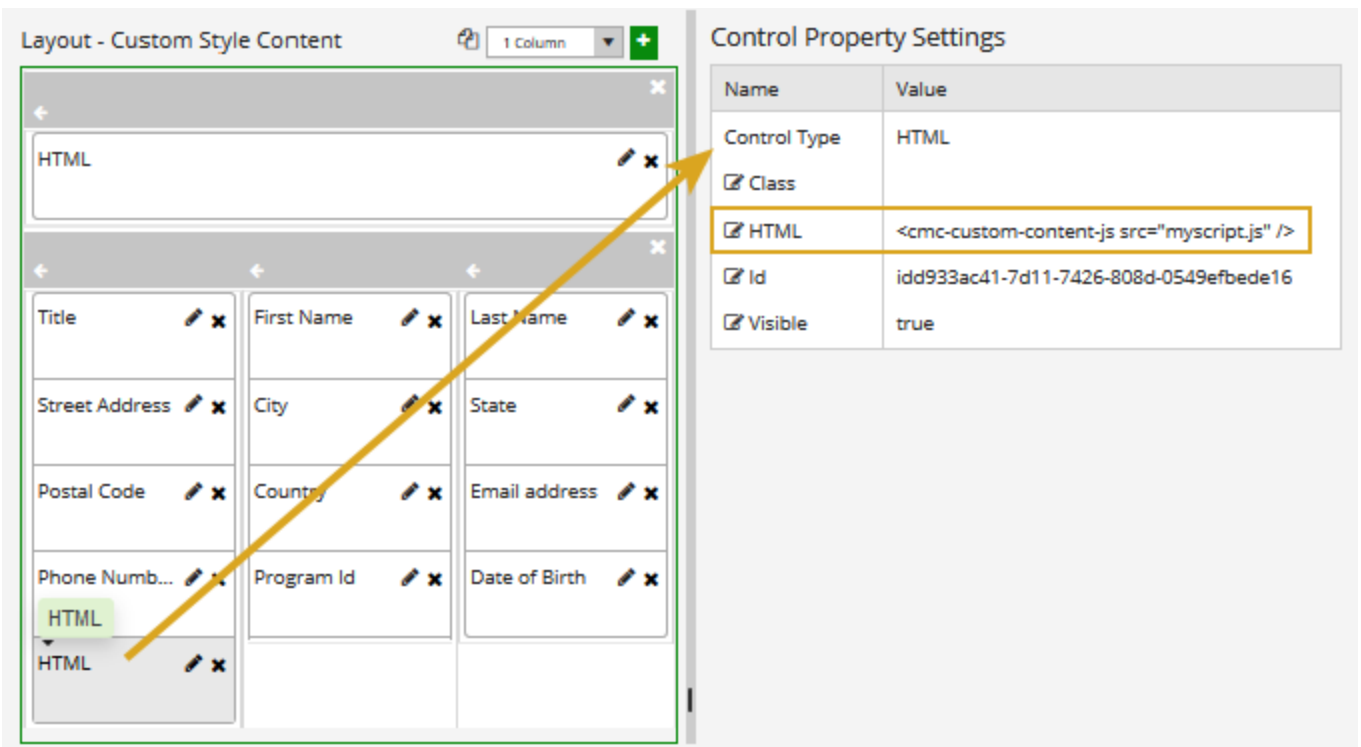 Layout - Custom Style Content
1 Column
HTML
Title
First Name
Last Name
Street Address
City
State
Postal Code
Country
Email address
Phone Numb...
Program Id
Date of Birth
HTML
HTML
Control Property Settings
Name Value
Control Type HTML
Class
HTML <cmc-custom-content-js src="myscript.js" />
Id idd933ac41-7d11-7426-808d-0549efbede16
Visible true